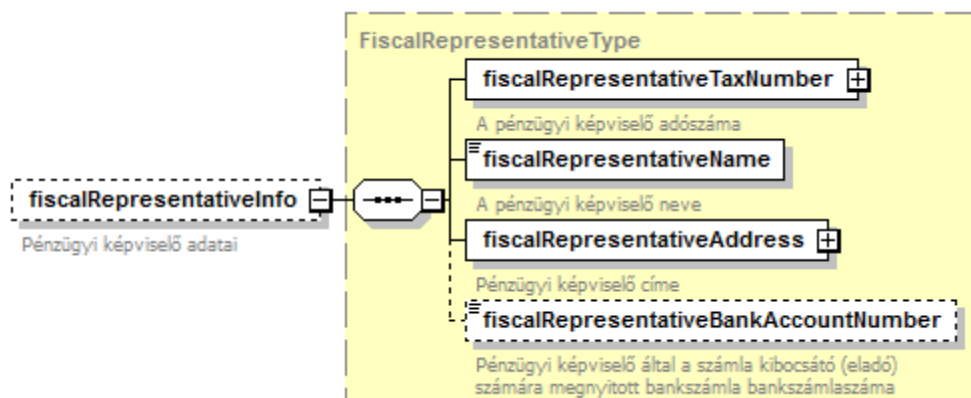 FiscalRepresentativeType
fiscalRepresentativeTaxNumber
A pénzügyi képviselő adószáma
fiscalRepresentativeName
A pénzügyi képviselő neve
fiscalRepresentativeInfo
Pénzügyi képviselő adatai
fiscalRepresentativeAddress
Pénzügyi képviselő címe
fiscalRepresentativeBankAccountNumber
Pénzügyi képviselő által a számla kibocsátó (eladó)
számára megnyitott bankszámla bankszámlaszáma